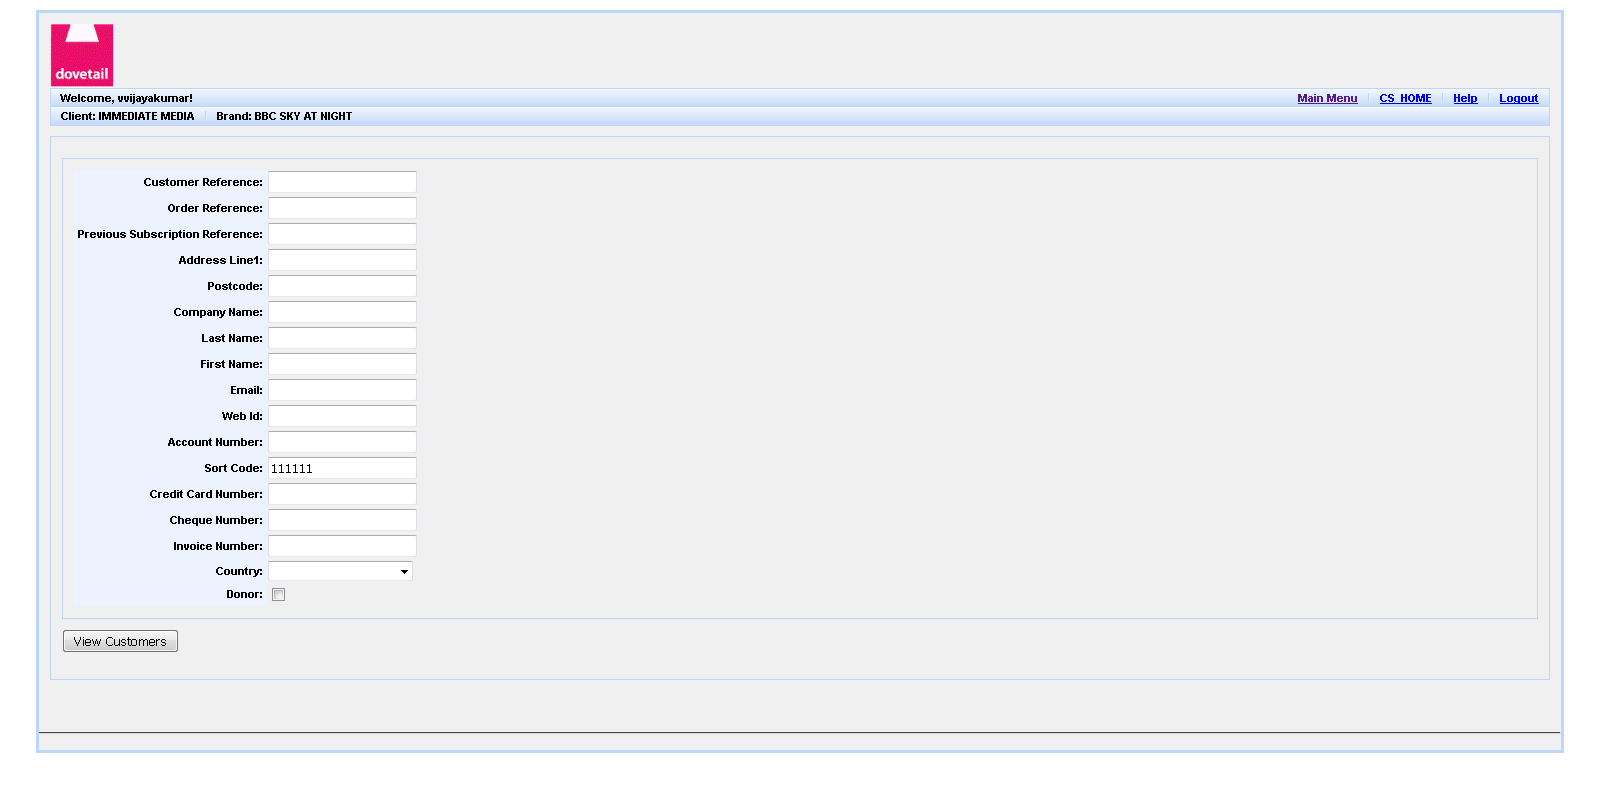 dovetail
Welcome, vvijayakumar! Main Menu CS_HOME Help Logout
Client: IMMEDIATE MEDIA Brand: BBC SKY AT NIGHT
Customer Reference:
Order Reference:
Previous Subscription Reference:
Address Line1:
Postcode:
Company Name:
Last Name:
First Name:
Email:
Web Id:
Account Number:
Sort Code: 111111
Credit Card Number:
Cheque Number:
Invoice Number:
Country:
Donor:
View Customers